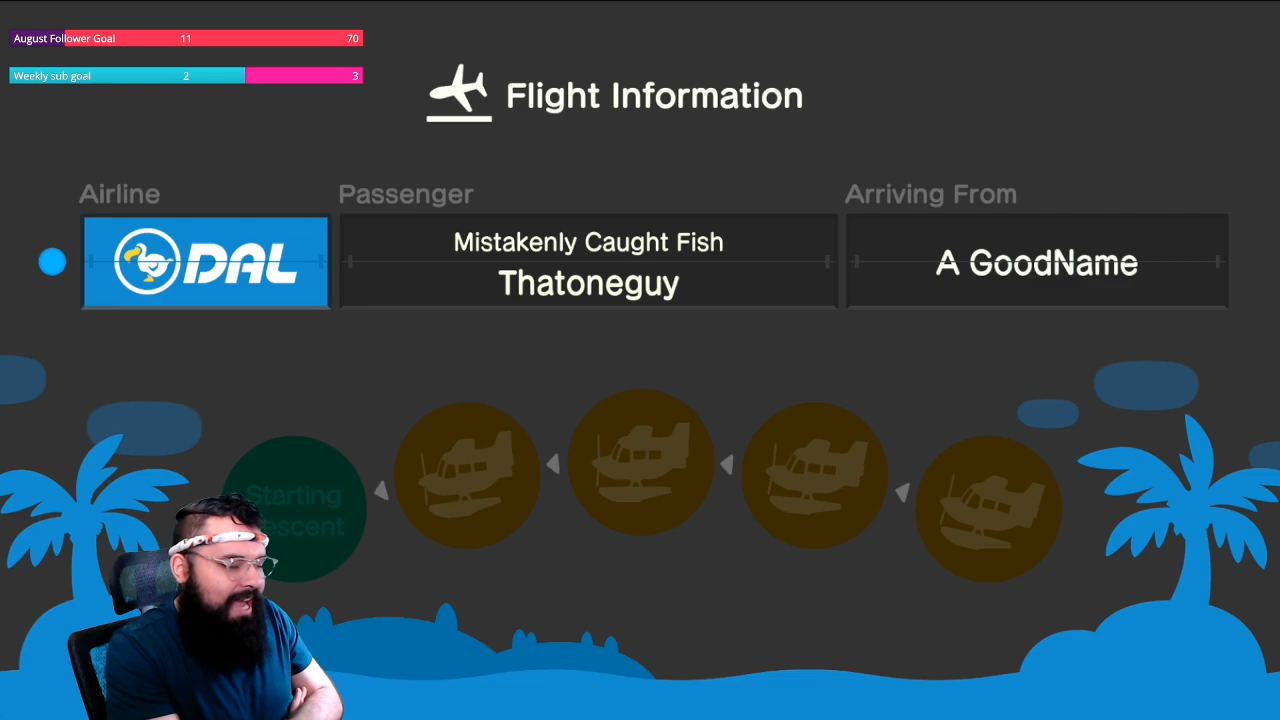 August Follower Goal 11 70
Weekly sub goal 2 3
Flight Information
Airline Passenger Arriving From
DAL
Mistakenly Caught Fish
Thatoneguy
A GoodName
Starting